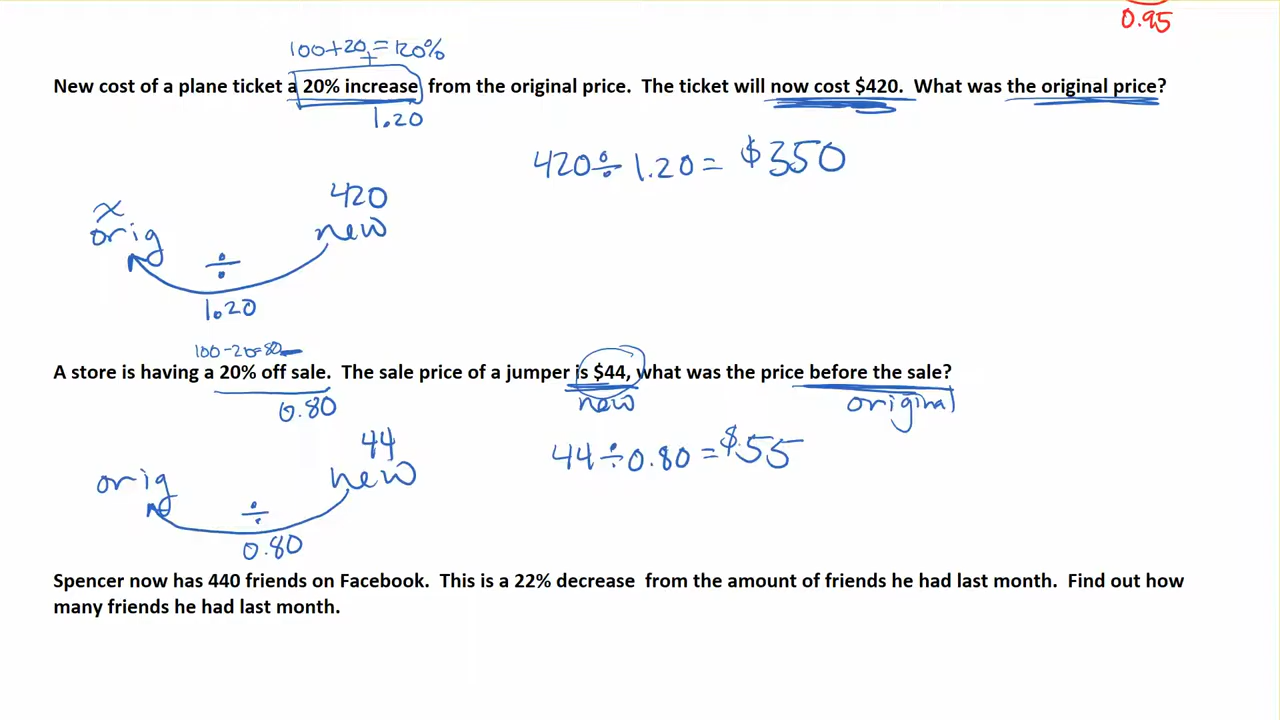 0.95
100+20=120%
+
New cost of a plane ticket a 20% increase from the original price. The ticket will now cost $420. What was the original price?
1.20
420÷1.20= $350
420
x
orig new
÷
1.20
100-20=80
A store is having a 20% off sale. The sale price of a jumper is $44, what was the price before the sale?
0.80 new original
44
44÷0.80=$55
orig new
÷
0.80
Spencer now has 440 friends on Facebook. This is a 22% decrease from the amount of friends he had last month. Find out how
many friends he had last month.